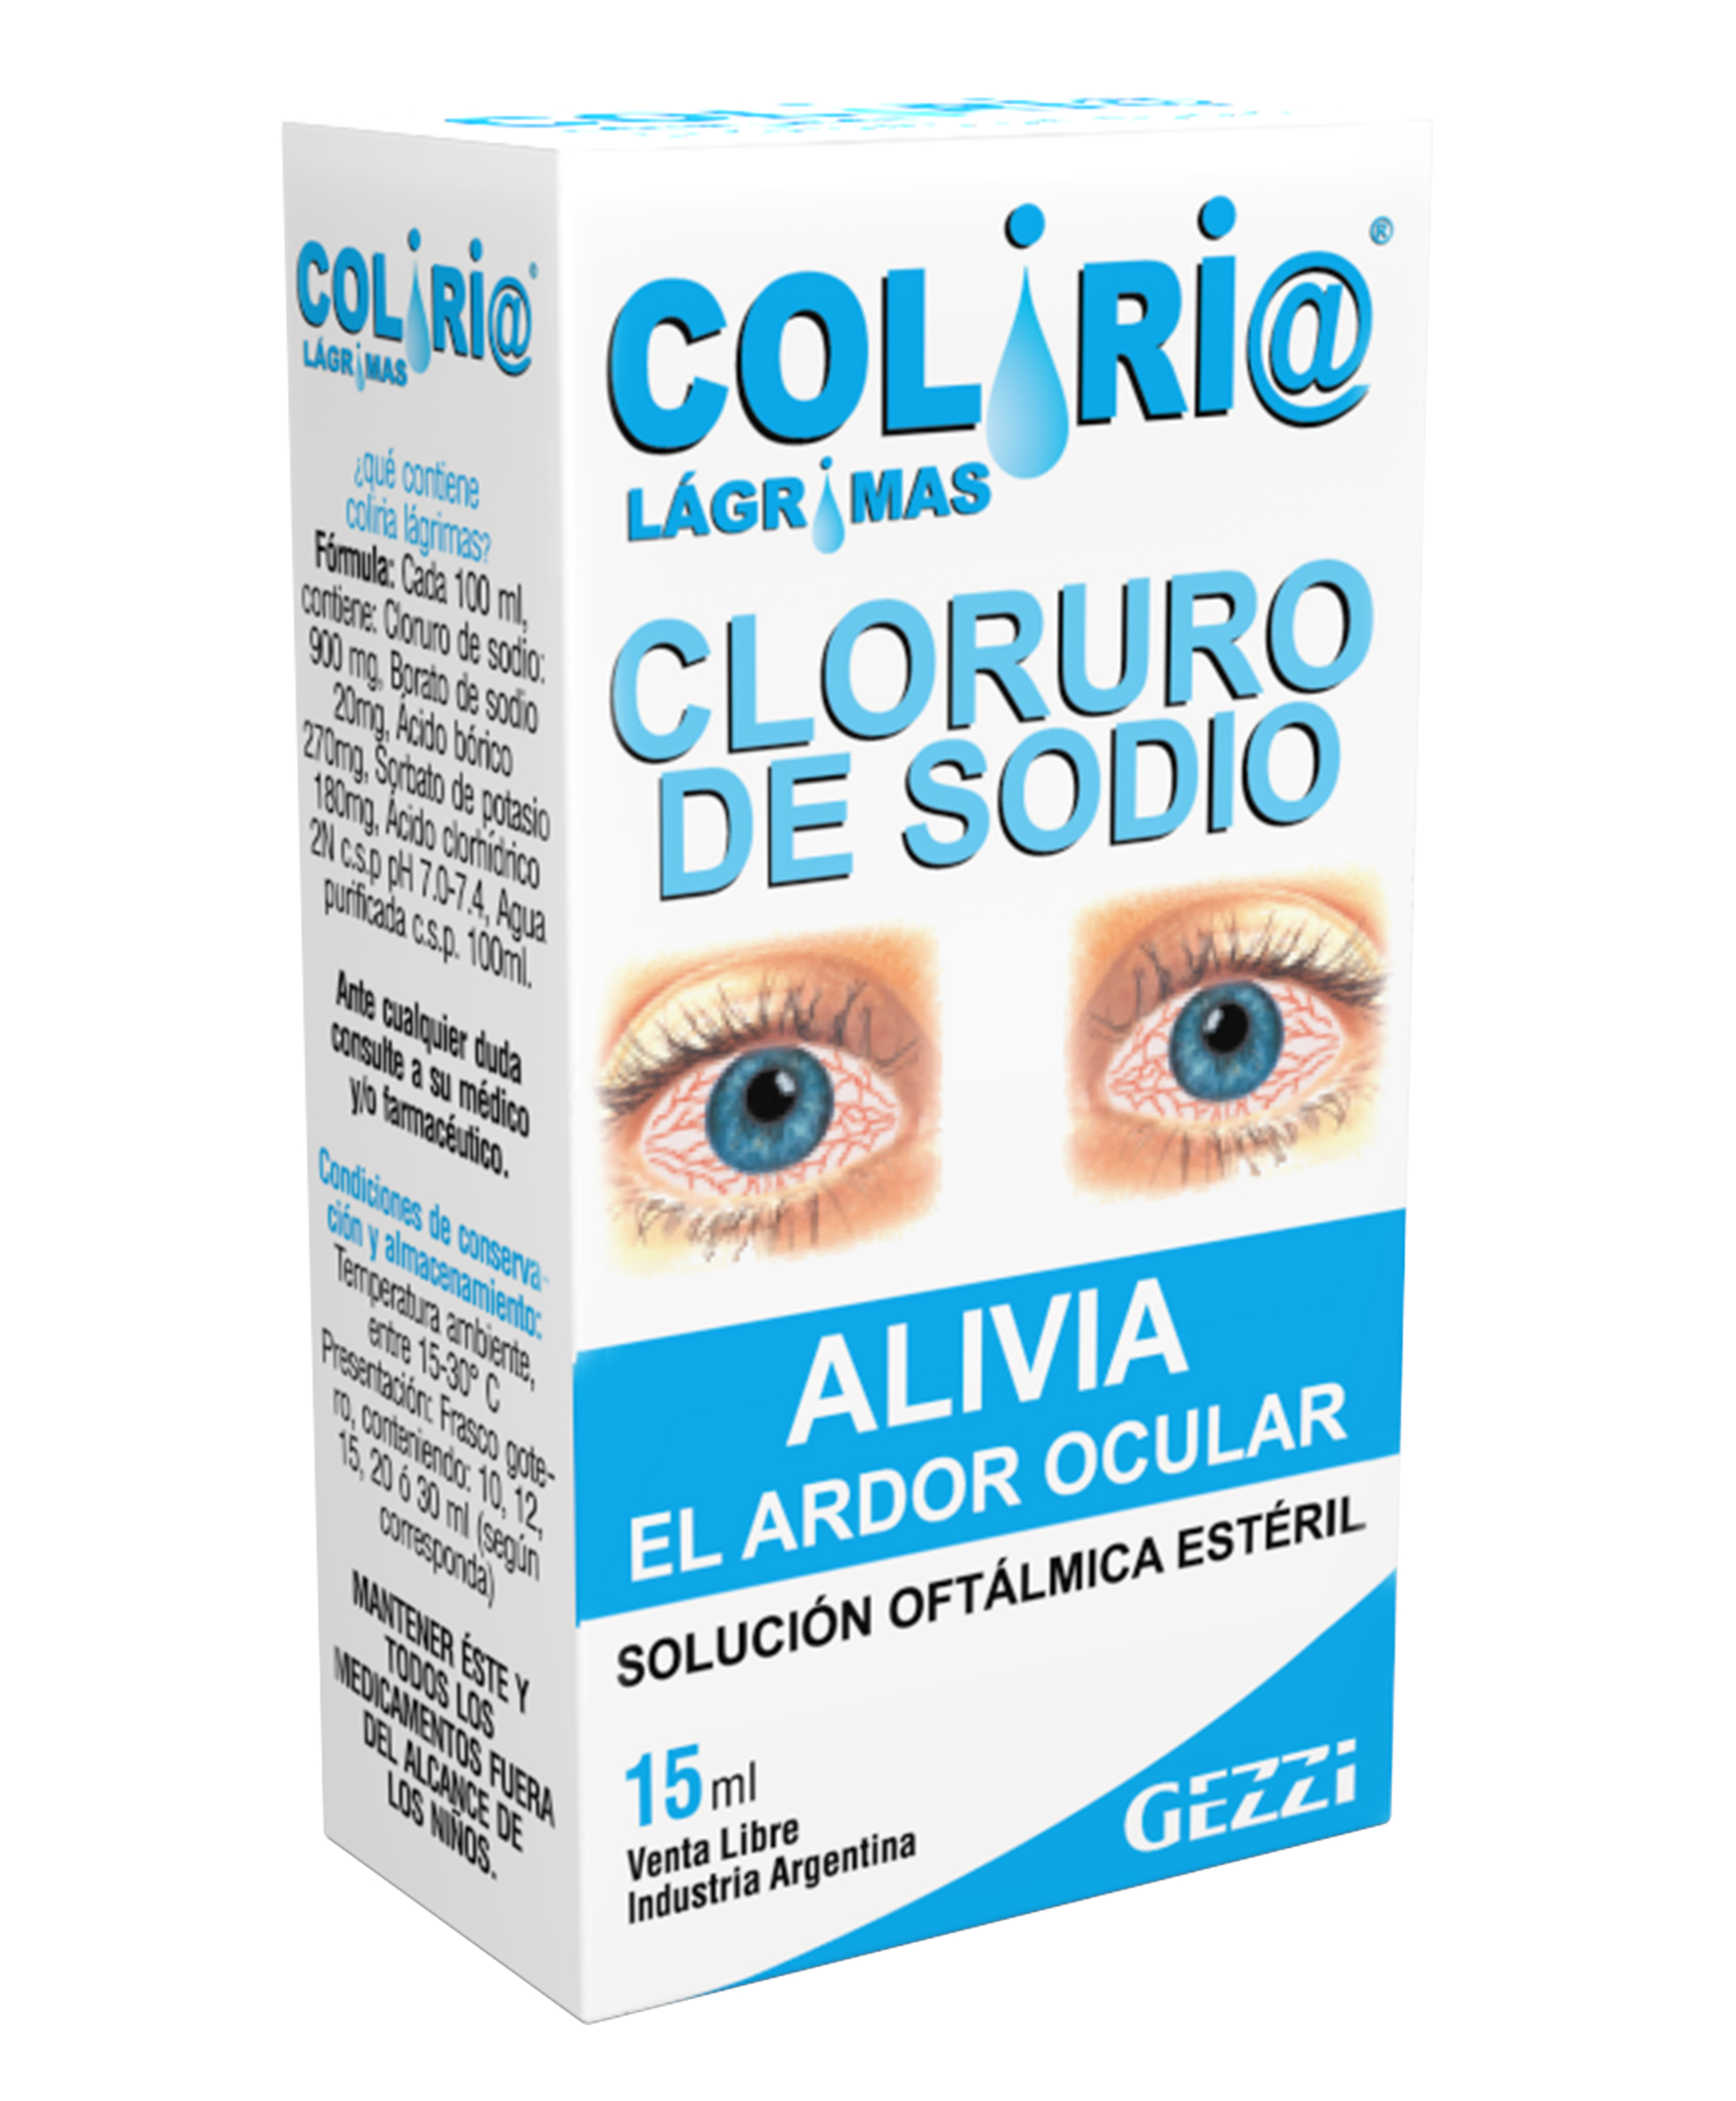 COLIRI@
LÁGRIMAS
¿qué contiene
coliria lágrimas?
Fórmula: Cada 100 ml,
contiene: Cloruro de sodio:
900 mg, Borato de sodio
20mg, Ácido bórico
270mg, Sorbato de potasio
180mg, Ácido clorhídrico
2N c.s.p pH 7.0-7.4, Agua
purificada c.s.p. 100ml.
Ante cualquier duda
consulte a su médico
y/o farmacéutico.
Condiciones de conserva-
ción y almacenamiento:
Temperatura ambiente,
entre 15-30° C
Presentación: Frasco gote-
ro, conteniendo: 10, 12,
15, 20 ó 30 ml (según
corresponda)
MANTENER ÉSTE Y
TODOS LOS
MEDICAMENTOS FUERA
DEL ALCANCE DE
LOS NIÑOS.
COLIRI@®
LÁGRIMAS
CLORURO
DE SODIO
ALIVIA
EL ARDOR OCULAR
SOLUCIÓN OFTÁLMICA ESTÉRIL
15 ml
Venta Libre
Industria Argentina
GEZZi